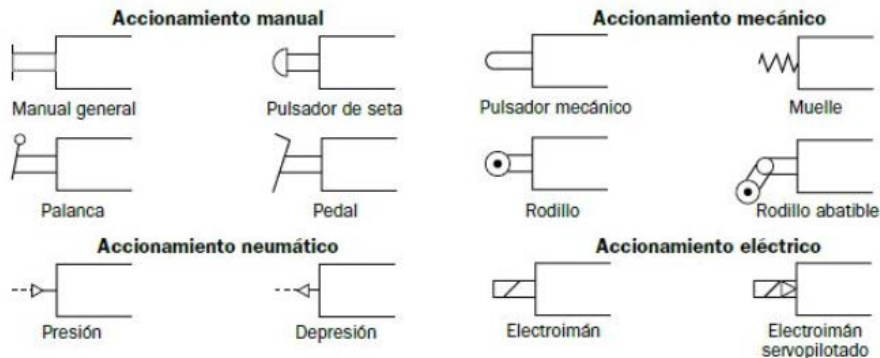 Accionamiento manual
Accionamiento mecánico
Manual general
Pulsador de seta
Pulsador mecánico
Muelle
Palanca
Pedal
Rodillo
Rodillo abatible
Accionamiento neumático
Accionamiento eléctrico
Presión
Depresión
Electroimán
Electroimán
servopilotado